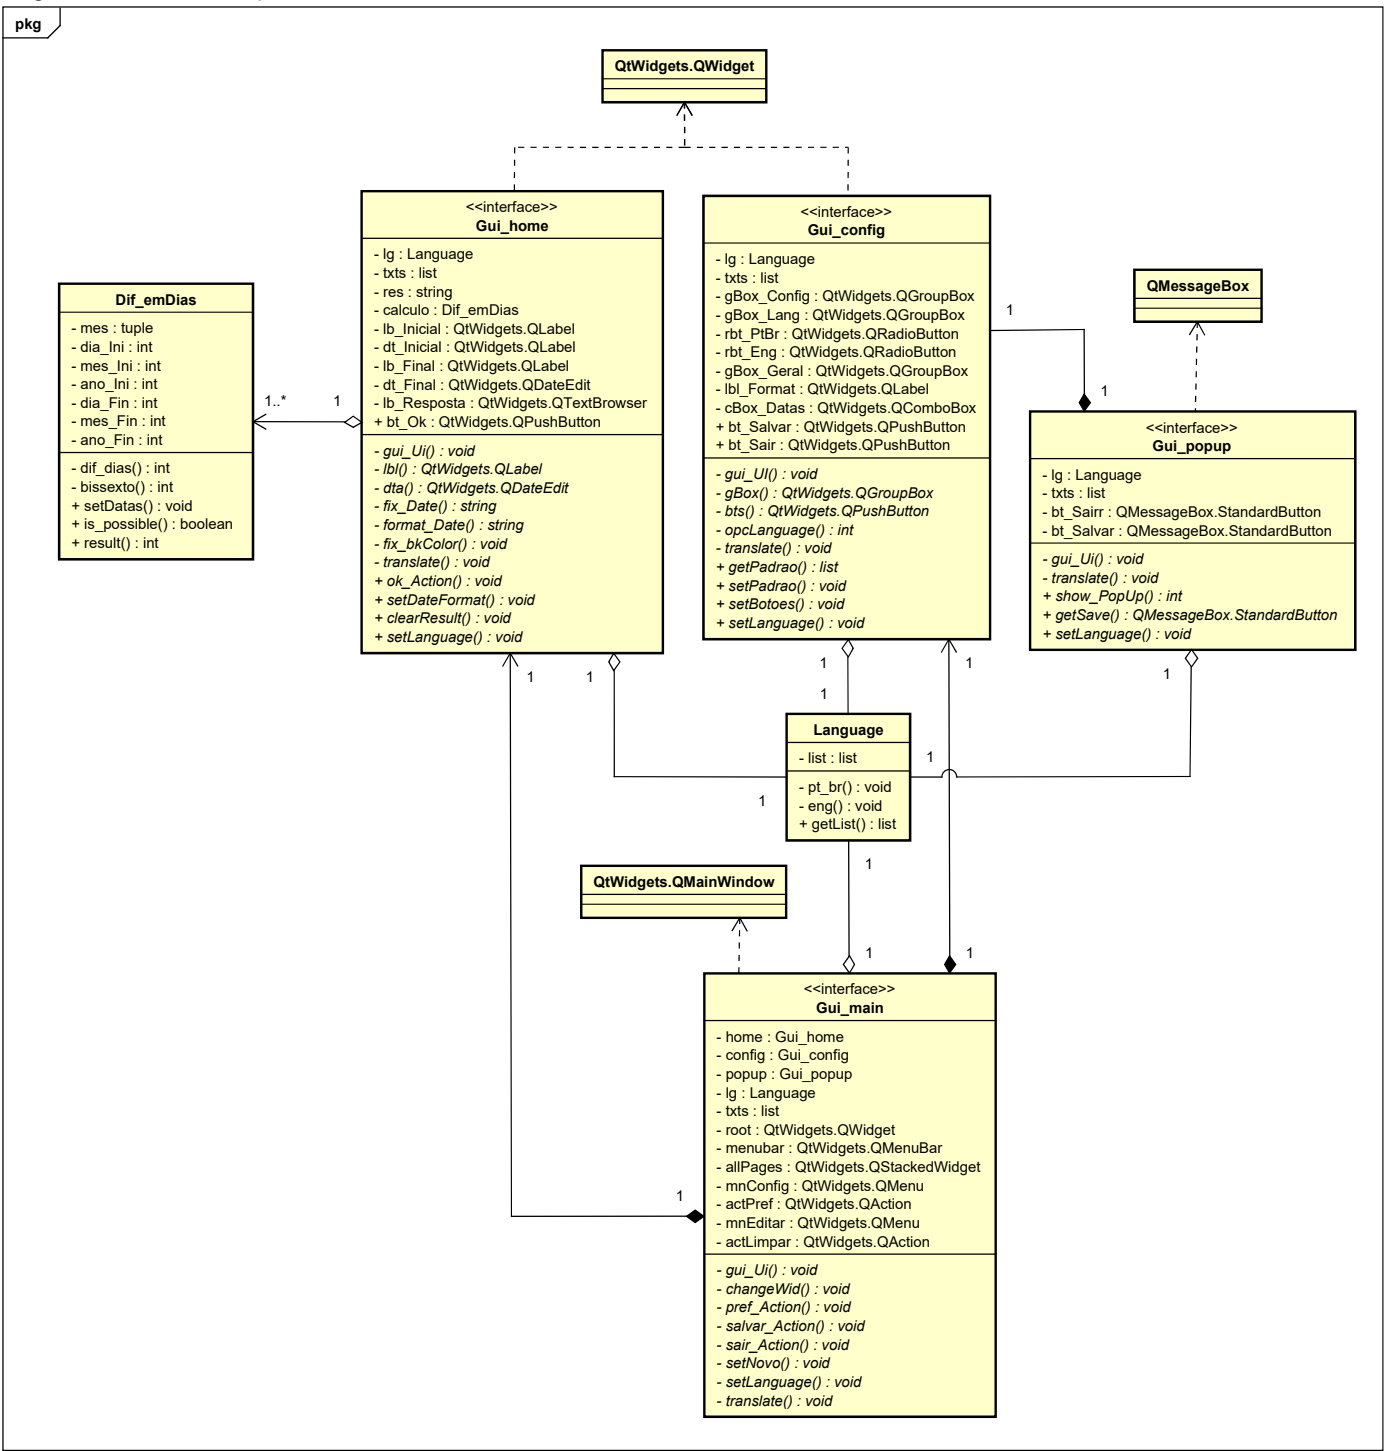 pkg
QtWidgets.QWidget
<<interface>>
Gui_home
- lg : Language
- txts : list
- res : string
- calculo : Dif_emDias
- lb_Inicial : QtWidgets.QLabel
- dt_Inicial : QtWidgets.QLabel
- lb_Final : QtWidgets.QLabel
- dt_Final : QtWidgets.QDateEdit
- lb_Resposta : QtWidgets.QTextBrowser
+ bt_Ok : QtWidgets.QPushButton
- gui_Ui() : void
- lbl() : QtWidgets.QLabel
- dta() : QtWidgets.QDateEdit
- fix_Date() : string
- format_Date() : string
- fix_bkColor() : void
- translate() : void
+ ok_Action() : void
+ setDateFormat() : void
+ clearResult() : void
+ setLanguage() : void
<<interface>>
Gui_config
- lg : Language
- txts : list
- gBox_Config : QtWidgets.QGroupBox
- gBox_Lang : QtWidgets.QGroupBox
- rbt_PtBr : QtWidgets.QRadioButton
- rbt_Eng : QtWidgets.QRadioButton
- gBox_Geral : QtWidgets.QGroupBox
- lbl_Format : QtWidgets.QLabel
- cBox_Datas : QtWidgets.QComboBox
+ bt_Salvar : QtWidgets.QPushButton
+ bt_Sair : QtWidgets.QPushButton
- gui_UI() : void
- gBox() : QtWidgets.QGroupBox
- bts() : QtWidgets.QPushButton
- opcLanguage() : int
- translate() : void
+ getPadrao() : list
+ setPadrao() : void
+ setBotoes() : void
+ setLanguage() : void
QMessageBox
1
1
Dif_emDias
- mes : tuple
- dia_Ini : int
- mes_Ini : int
- ano_Ini : int
- dia_Fin : int
- mes_Fin : int
- ano_Fin : int
- dif_dias() : int
- bissexto() : int
+ setDatas() : void
+ is_possible() : boolean
+ result() : int
1..*
1
<<interface>>
Gui_popup
- lg : Language
- txts : list
- bt_Sairr : QMessageBox.StandardButton
- bt_Salvar : QMessageBox.StandardButton
- gui_Ui() : void
- translate() : void
+ show_PopUp() : int
+ getSave() : QMessageBox.StandardButton
+ setLanguage() : void
1
1
1
1
1
1
Language
- list : list
- pt_br() : void
- eng() : void
+ getList() : list
1
1
1
QtWidgets.QMainWindow
1
1
<<interface>>
Gui_main
- home : Gui_home
- config : Gui_config
- popup : Gui_popup
- lg : Language
- txts : list
- root : QtWidgets.QWidget
- menubar : QtWidgets.QMenuBar
- allPages : QtWidgets.QStackedWidget
- mnConfig : QtWidgets.QMenu
- actPref : QtWidgets.QAction
- mnEditar : QtWidgets.QMenu
- actLimpar : QtWidgets.QAction
1
- gui_Ui() : void
- changeWid() : void
- pref_Action() : void
- salvar_Action() : void
- sair_Action() : void
- setNovo() : void
- setLanguage() : void
- translate() : void